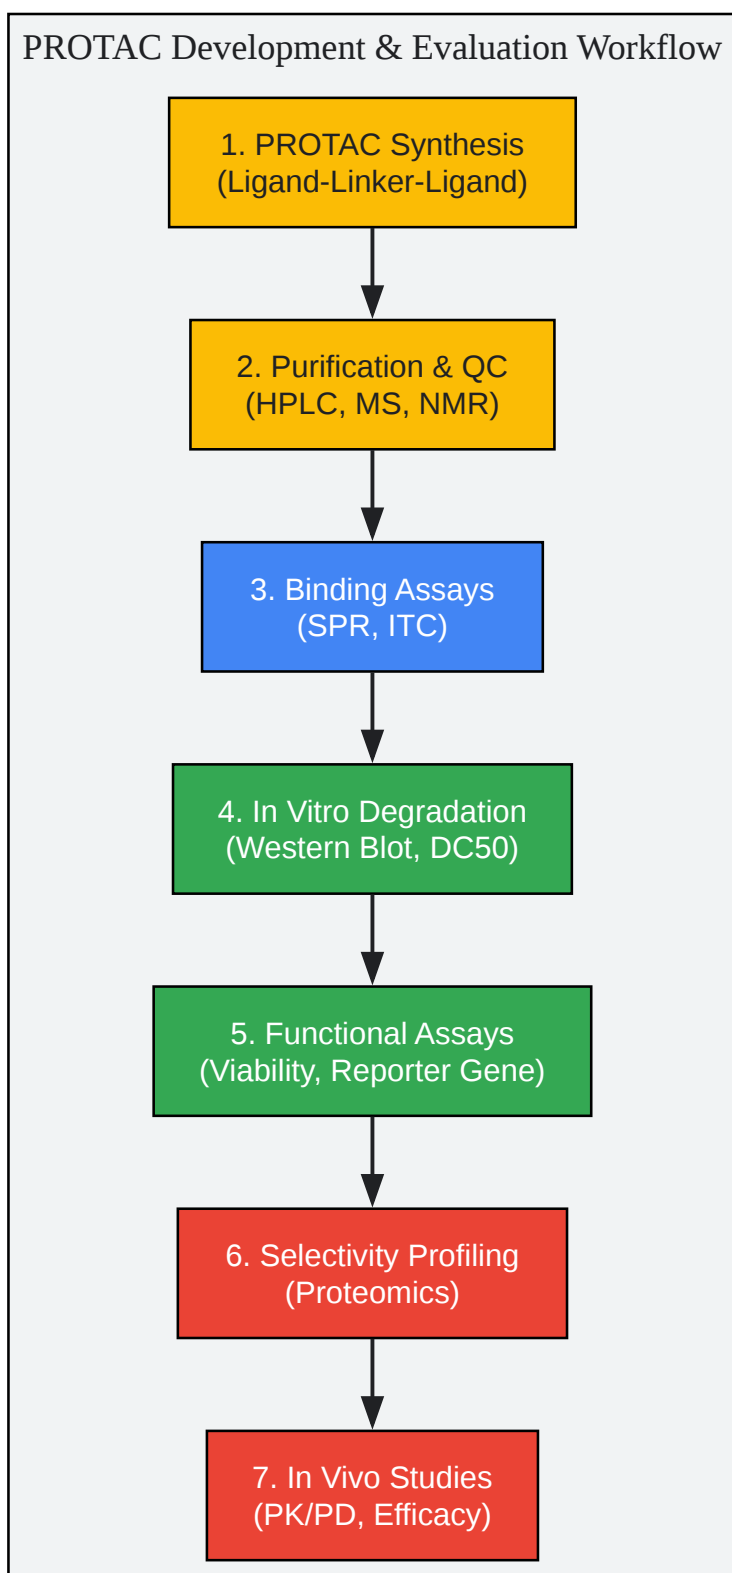 PROTAC Development & Evaluation Workflow
1. PROTAC Synthesis
(Ligand-Linker-Ligand)
2. Purification & QC
(HPLC, MS, NMR)
3. Binding Assays
(SPR, ITC)
4. In Vitro Degradation
(Western Blot, DC50)
5. Functional Assays
(Viability, Reporter Gene)
6. Selectivity Profiling
(Proteomics)
7. In Vivo Studies
(PK/PD, Efficacy)